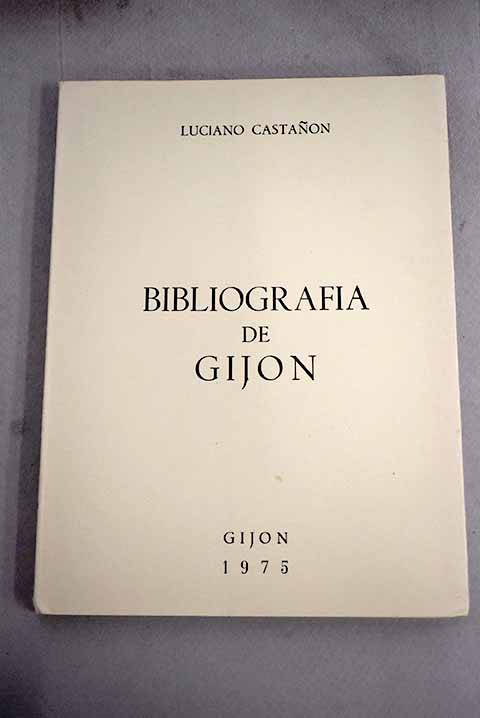 LUCIANO CASTAÑON
BIBLIOGRAFIA
DE
GIJON
GIJON
1975